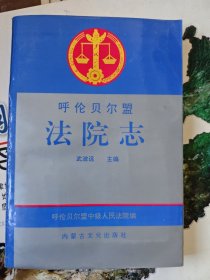 呼伦贝尔盟
法院志
武波远 主编
呼伦贝尔盟中级人民法院编
内蒙古文化出版社